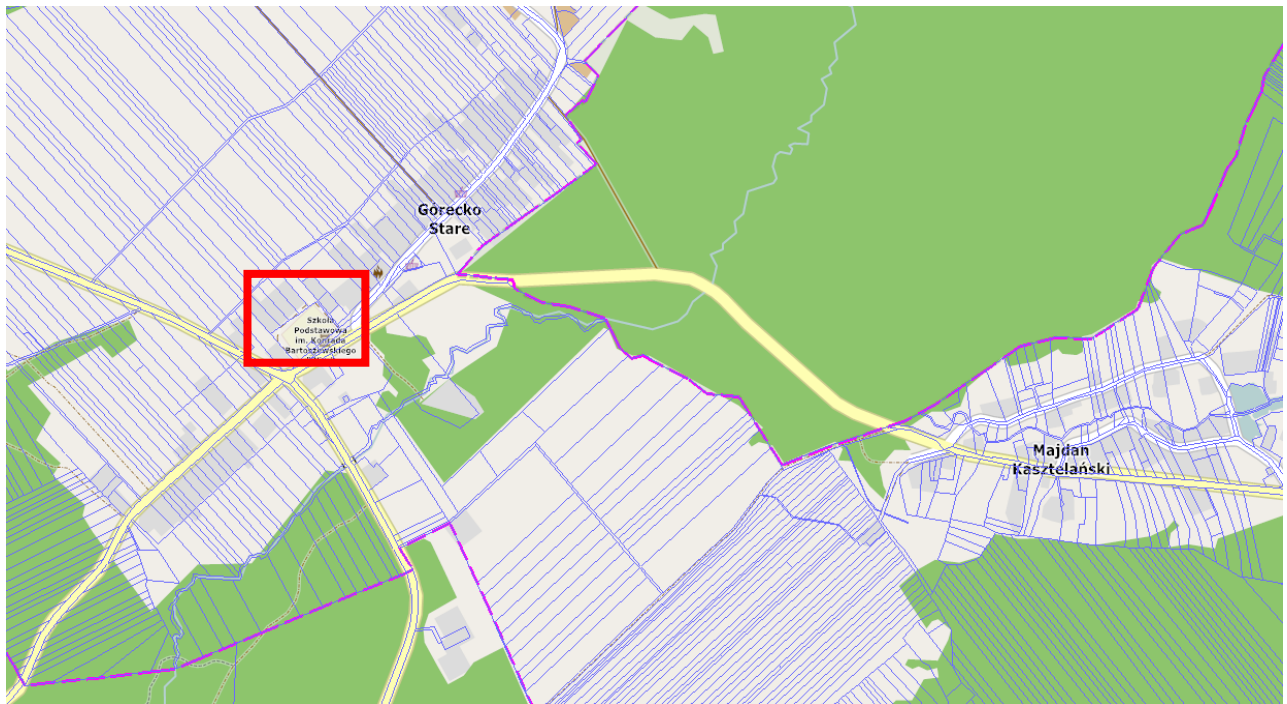 Górecko
Stare
Szkoła
Podstawowa
im. Konrada
Bartoszewskiego
Majdan
Kasztelański